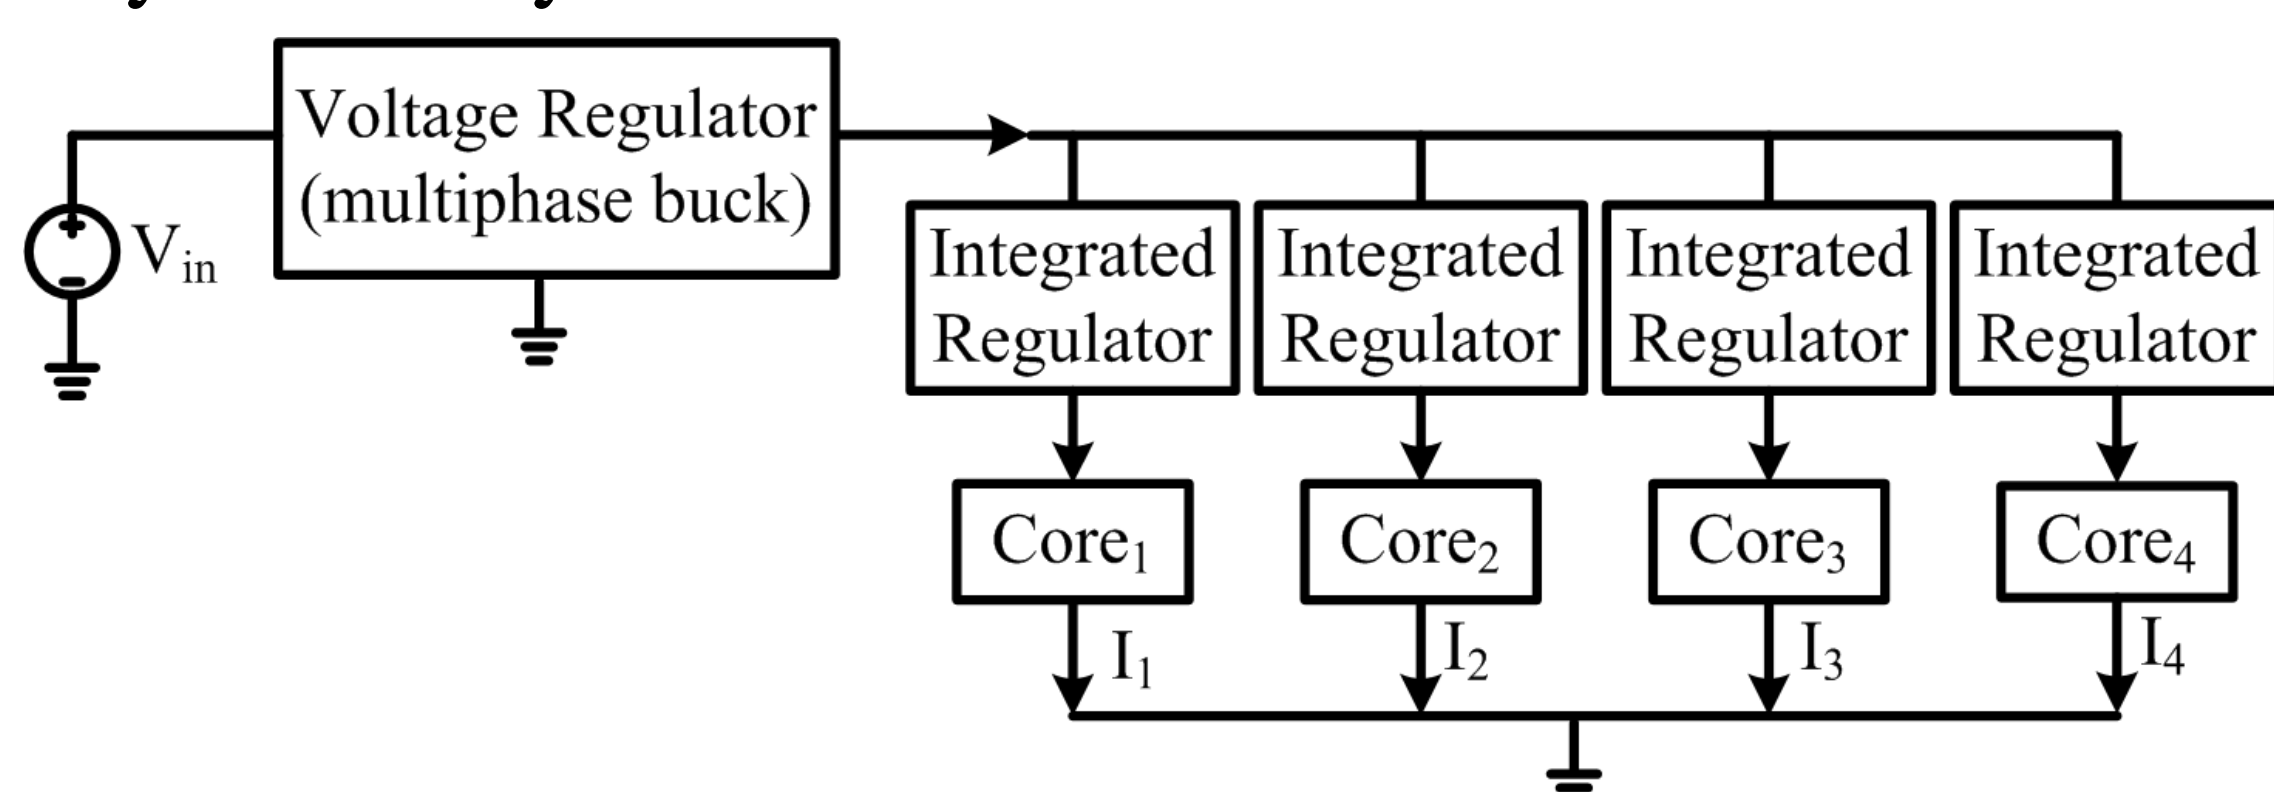 Voltage Regulator
(multiphase buck)
V_in
Integrated
Regulator
Integrated
Regulator
Integrated
Regulator
Integrated
Regulator
Core₁
Core₂
Core₃
Core₄
I₁
I₂
I₃
I₄